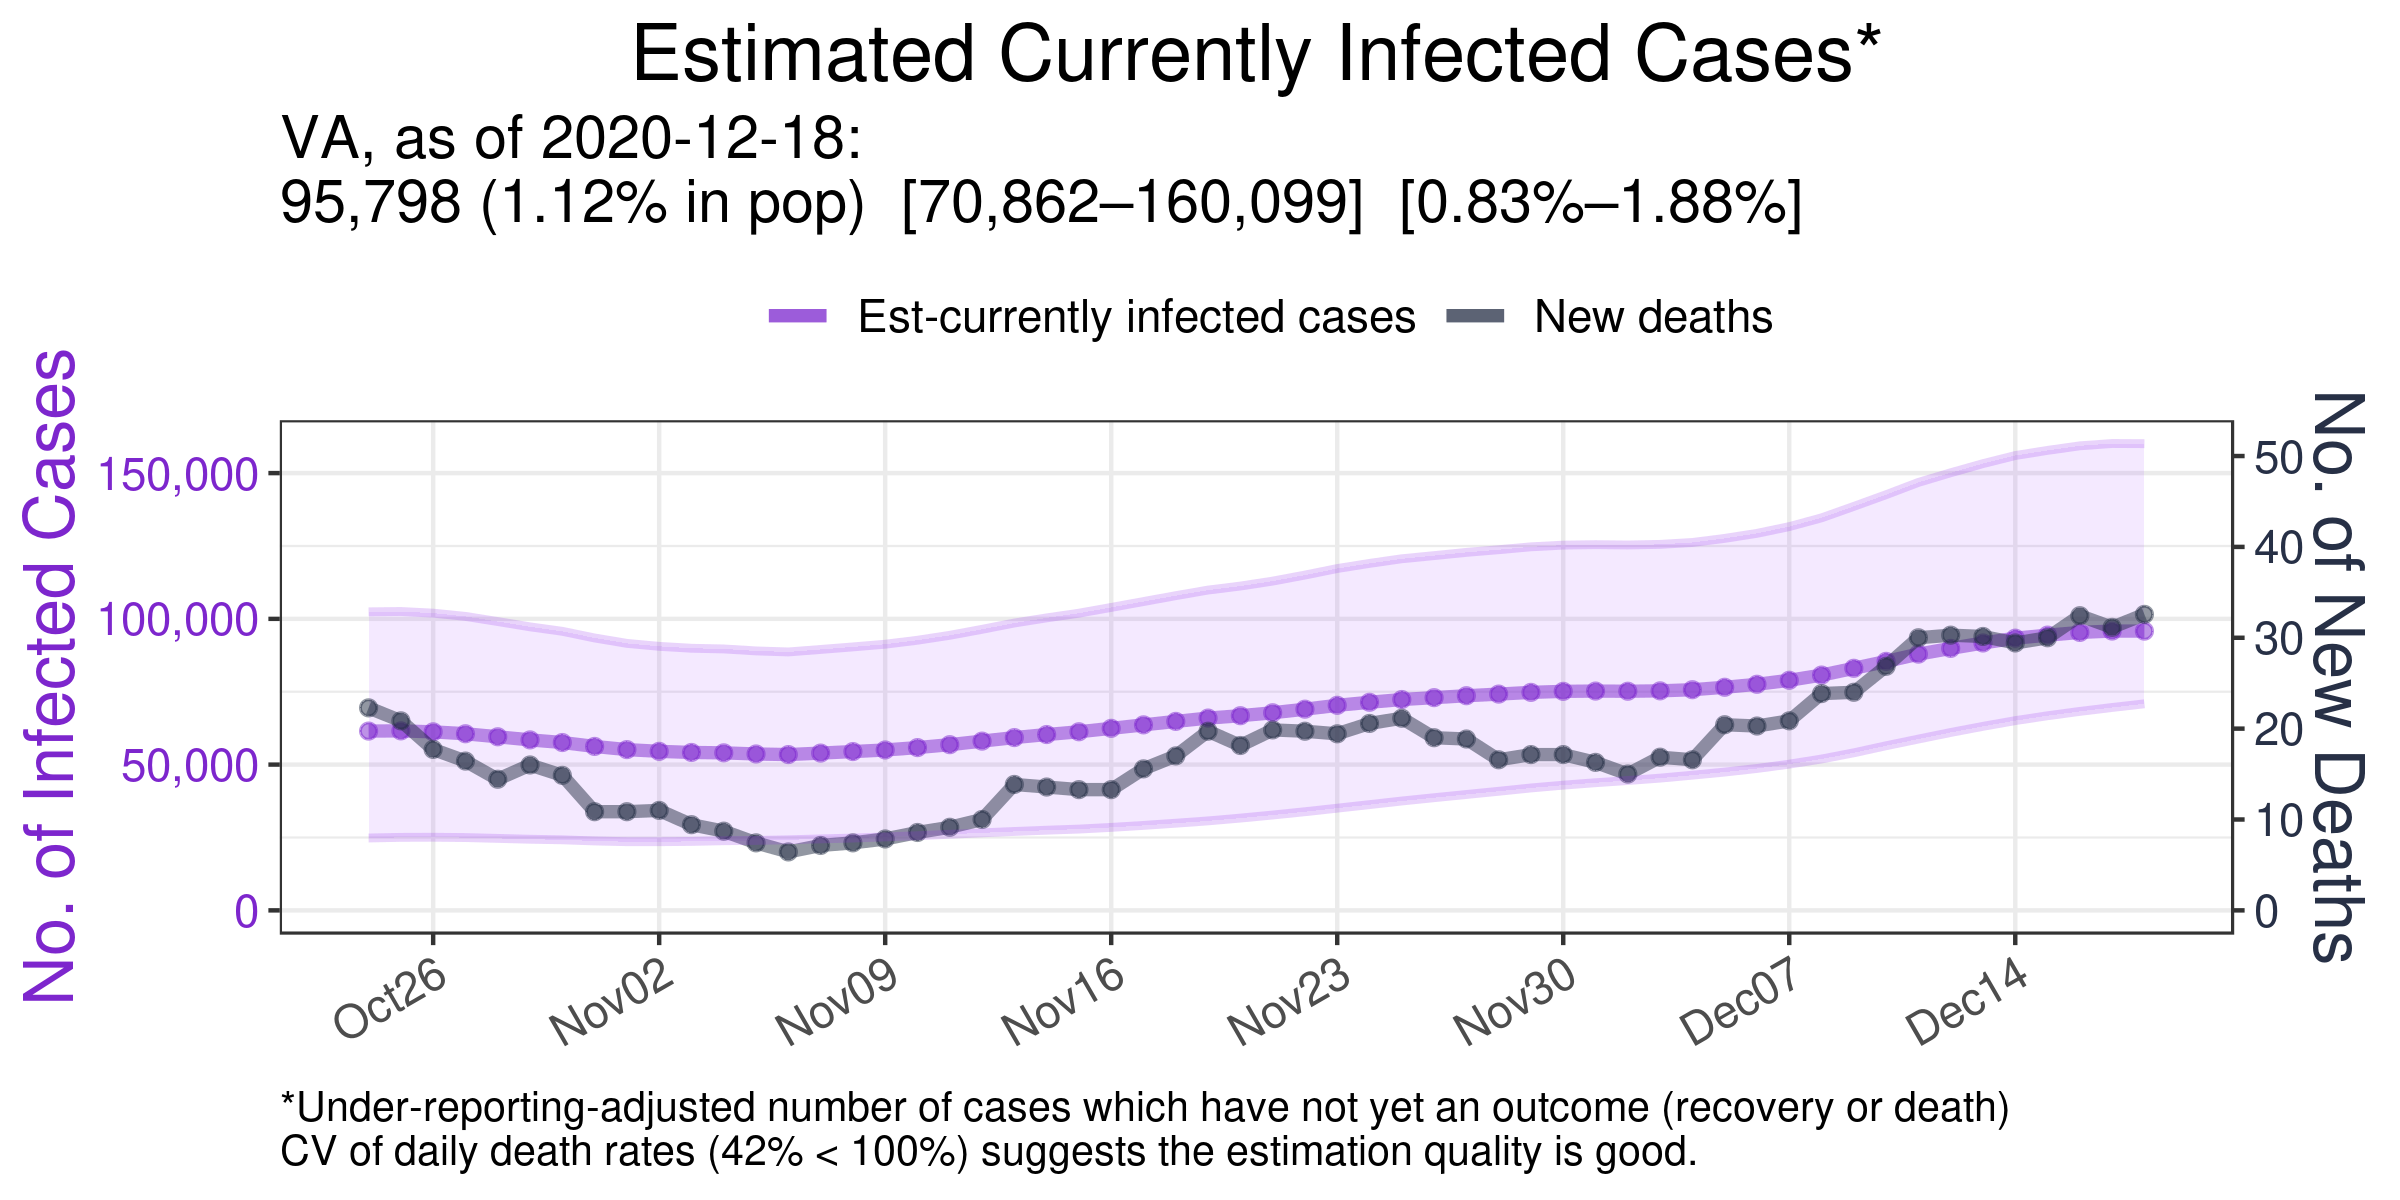 Estimated Currently Infected Cases*
VA, as of 2020-12-18:
95,798 (1.12% in pop)  [70,862–160,099]  [0.83%–1.88%]
Est-currently infected cases
New deaths
No. of Infected Cases
150,000
100,000
50,000
0
50
40
30
20
10
0
No. of New Deaths
Oct26
Nov02
Nov09
Nov16
Nov23
Nov30
Dec07
Dec14
*Under-reporting-adjusted number of cases which have not yet an outcome (recovery or death)
CV of daily death rates (42% < 100%) suggests the estimation quality is good.